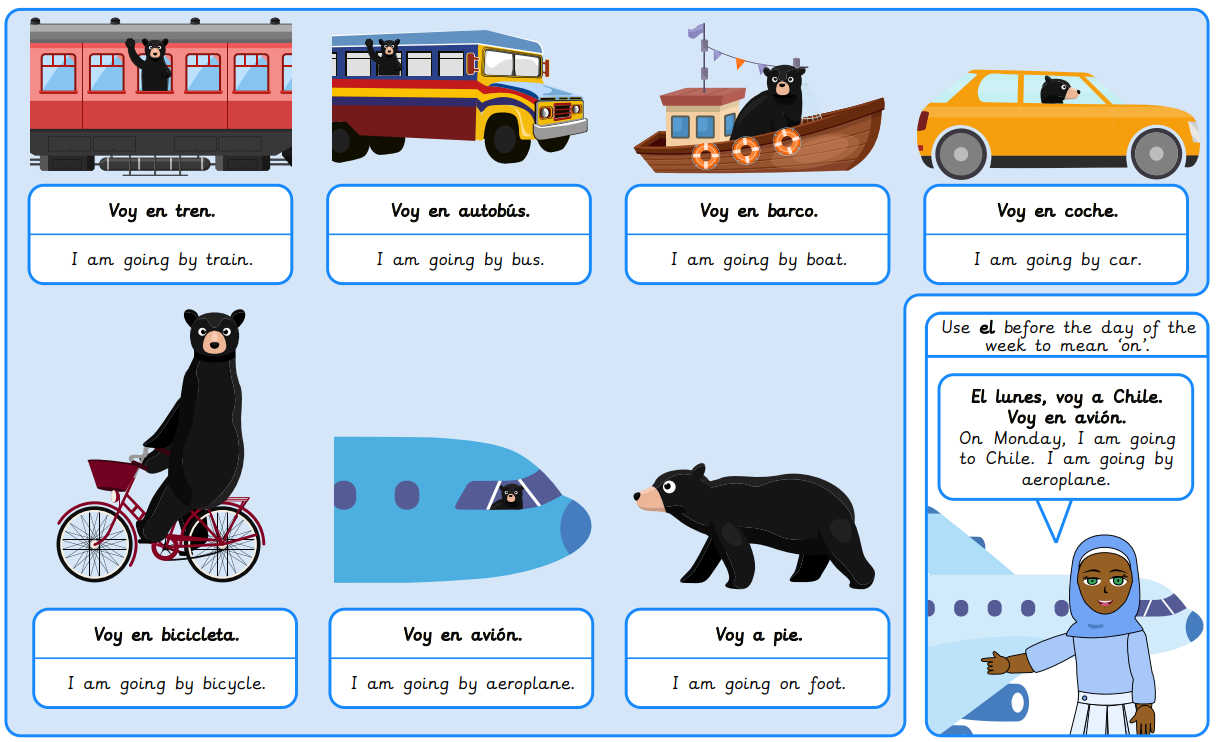 Voy en tren.
I am going by train.
Voy en autobús.
I am going by bus.
Voy en barco.
I am going by boat.
Voy en coche.
I am going by car.
Voy en bicicleta.
I am going by bicycle.
Voy en avión.
I am going by aeroplane.
Voy a pie.
I am going on foot.
Use el before the day of the
week to mean ‘on’.
El lunes, voy a Chile.
Voy en avión.
On Monday, I am going
to Chile. I am going by
aeroplane.